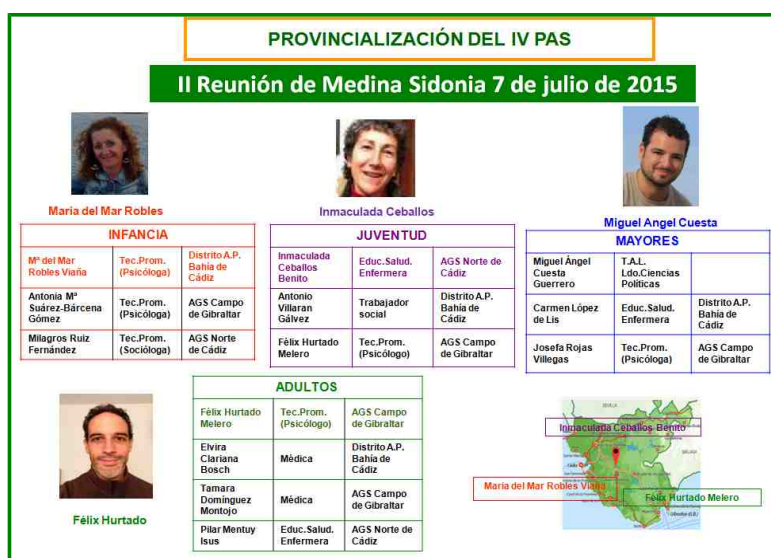 PROVINCIALIZACIÓN DEL IV PAS
II Reunión de Medina Sidonia 7 de julio de 2015
Maria del Mar Robles
INFANCIA
Mª del Mar Robles Viaña
Tec.Prom. (Psicóloga)
Distrito A.P. Bahía de Cádiz
Antonia Mª Suárez-Bárcena Gómez
Tec.Prom. (Psicóloga)
AGS Campo de Gibraltar
Milagros Ruiz Fernández
Tec.Prom. (Socióloga)
AGS Norte de Cádiz
Inmaculada Ceballos
JUVENTUD
Inmaculada Ceballos Benito
Educ.Salud. Enfermera
AGS Norte de Cádiz
Antonio Villaran Gálvez
Trabajador social
Distrito A.P. Bahía de Cádiz
Félix Hurtado Melero
Tec.Prom. (Psicólogo)
AGS Campo de Gibraltar
Miguel Angel Cuesta
MAYORES
Miguel Ángel Cuesta Guerrero
T.A.L. Ldo.Ciencias Políticas
Carmen López de Lis
Educ.Salud. Enfermera
Distrito A.P. Bahía de Cádiz
Josefa Rojas Villegas
Tec.Prom. (Psicóloga)
AGS Campo de Gibraltar
Félix Hurtado
ADULTOS
Félix Hurtado Melero
Tec.Prom. (Psicólogo)
AGS Campo de Gibraltar
Elvira Clariana Bosch
Médica
Distrito A.P. Bahía de Cádiz
Tamara Domínguez Montojo
Médica
AGS Campo de Gibraltar
Pilar Mentuy Isus
Educ.Salud. Enfermera
AGS Norte de Cádiz
Inmaculada Ceballos Benito
Maria del Mar Robles Viaña
Félix Hurtado Melero